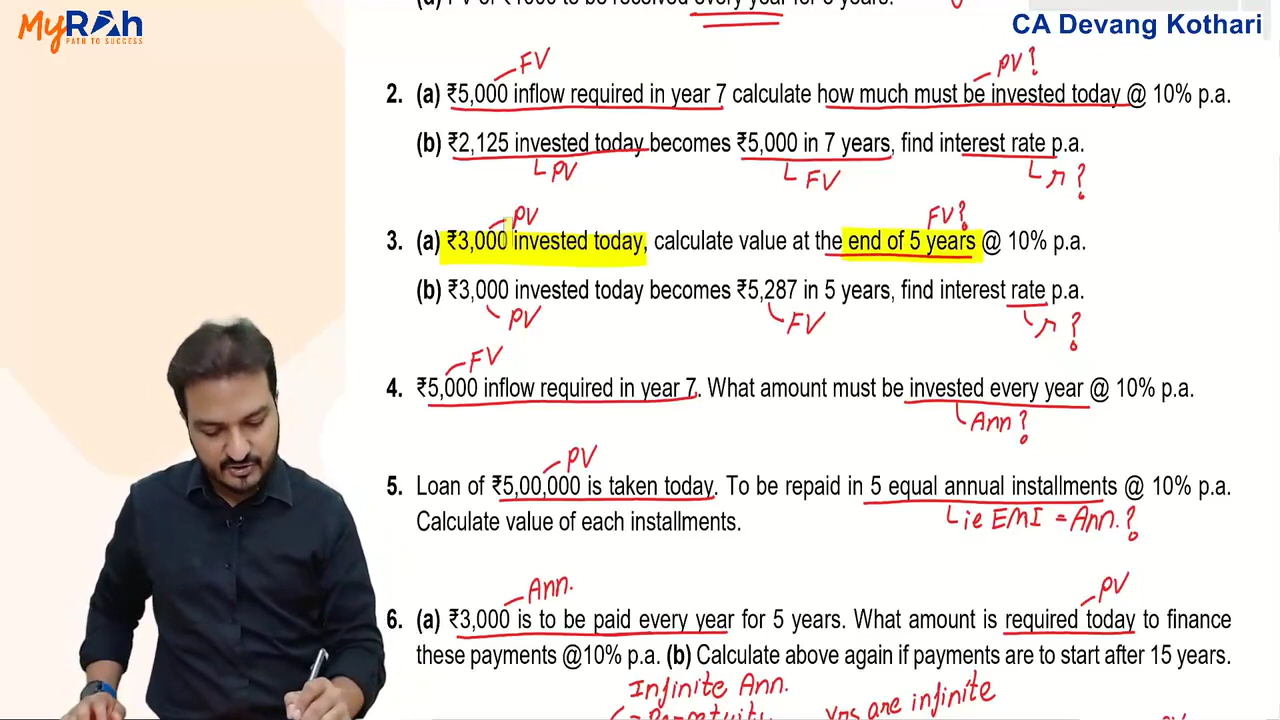 MyRAh
PATH TO SUCCESS
CA Devang Kothari
every year
FV
PV?
2. (a) ₹5,000 inflow required in year 7 calculate how much must be invested today @ 10% p.a.
(b) ₹2,125 invested today becomes ₹5,000 in 7 years, find interest rate p.a.
PV
FV
r?
PV
FV?
3. (a) ₹3,000 invested today, calculate value at the end of 5 years @ 10% p.a.
(b) ₹3,000 invested today becomes ₹5,287 in 5 years, find interest rate p.a.
PV
FV
r?
FV
4. ₹5,000 inflow required in year 7. What amount must be invested every year @ 10% p.a.
Ann?
PV
5. Loan of ₹5,00,000 is taken today. To be repaid in 5 equal annual installments @ 10% p.a.
Calculate value of each installments.
ie EMI = Ann.?
Ann.
PV
6. (a) ₹3,000 is to be paid every year for 5 years. What amount is required today to finance
these payments @10% p.a. (b) Calculate above again if payments are to start after 15 years.
Infinite Ann.
yrs are infinite